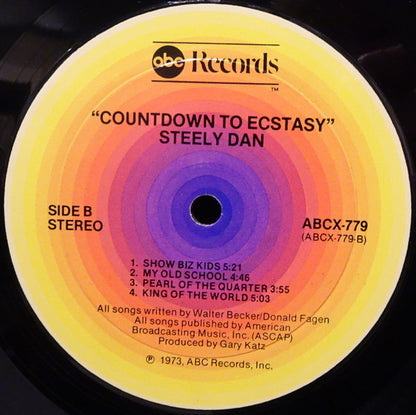 abc Records
™
"COUNTDOWN TO ECSTASY"
STEELY DAN
SIDE B
STEREO
ABCX-779
(ABCX-779-B)
1. SHOW BIZ KIDS 5:21
2. MY OLD SCHOOL 4:46
3. PEARL OF THE QUARTER 3:55
4. KING OF THE WORLD 5:03
All songs written by Walter Becker/Donald Fagen
All songs published by American
Broadcasting Music, Inc. (ASCAP)
Produced by Gary Katz
℗ 1973, ABC Records, Inc.